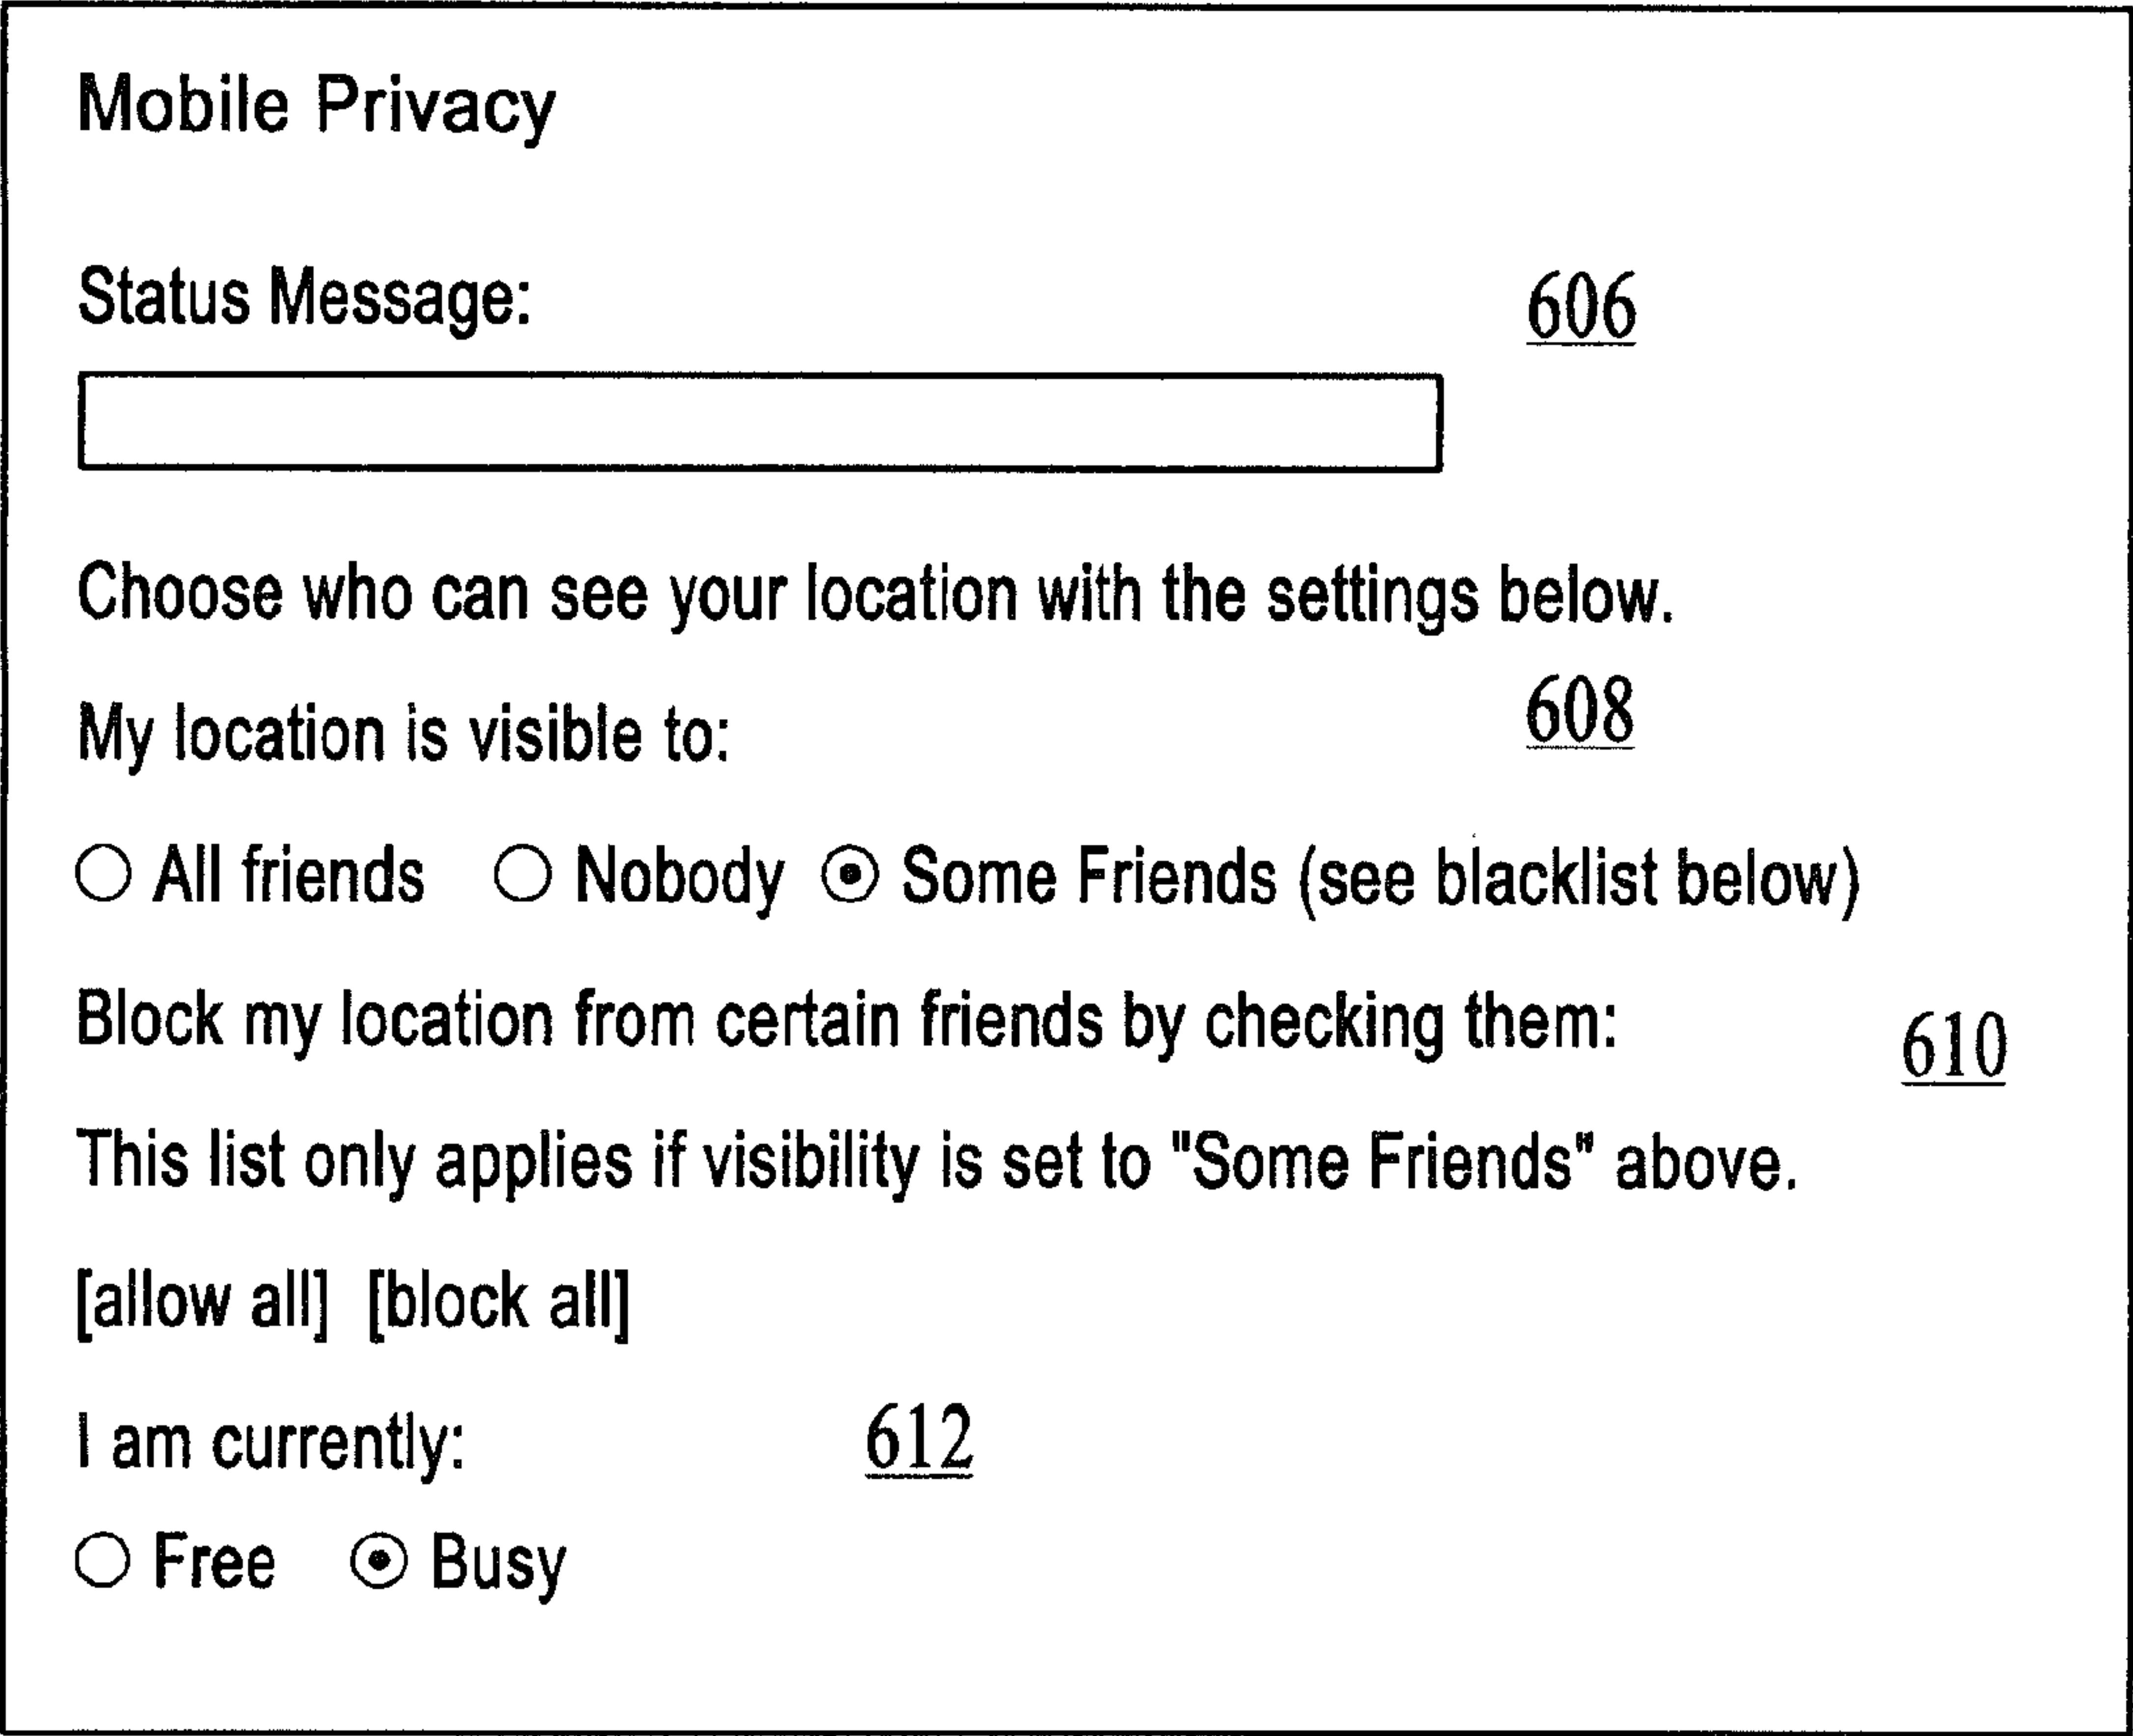 Mobile Privacy
Status Message: 606
Choose who can see your location with the settings below.
My location is visible to: 608
All friends Nobody Some Friends (see blacklist below)
Block my location from certain friends by checking them: 610
This list only applies if visibility is set to "Some Friends" above.
[allow all] [block all]
I am currently: 612
Free Busy